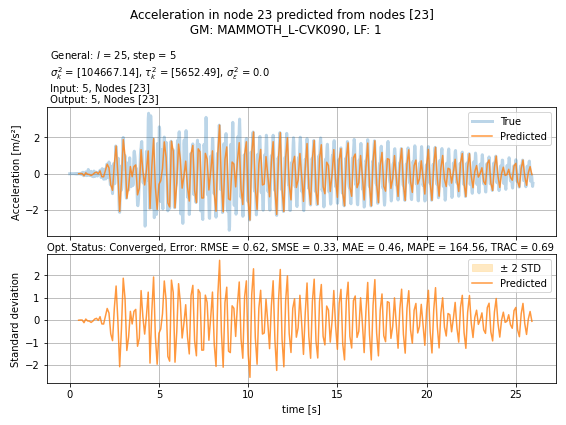 Acceleration in node 23 predicted from nodes [23]
GM: MAMMOTH_L-CVK090, LF: 1
General: l = 25, step = 5
σ²ₖ = [104667.14], τ²ₖ = [5652.49], σ²ᵣ = 0.0
Input: 5, Nodes [23]
Output: 5, Nodes [23]
True
Predicted
Acceleration [m/s²]
2
0
−2
Opt. Status: Converged, Error: RMSE = 0.62, SMSE = 0.33, MAE = 0.46, MAPE = 164.56, TRAC = 0.69
± 2 STD
Predicted
Standard deviation
2
1
0
−1
−2
0 5 10 15 20 25
time [s]